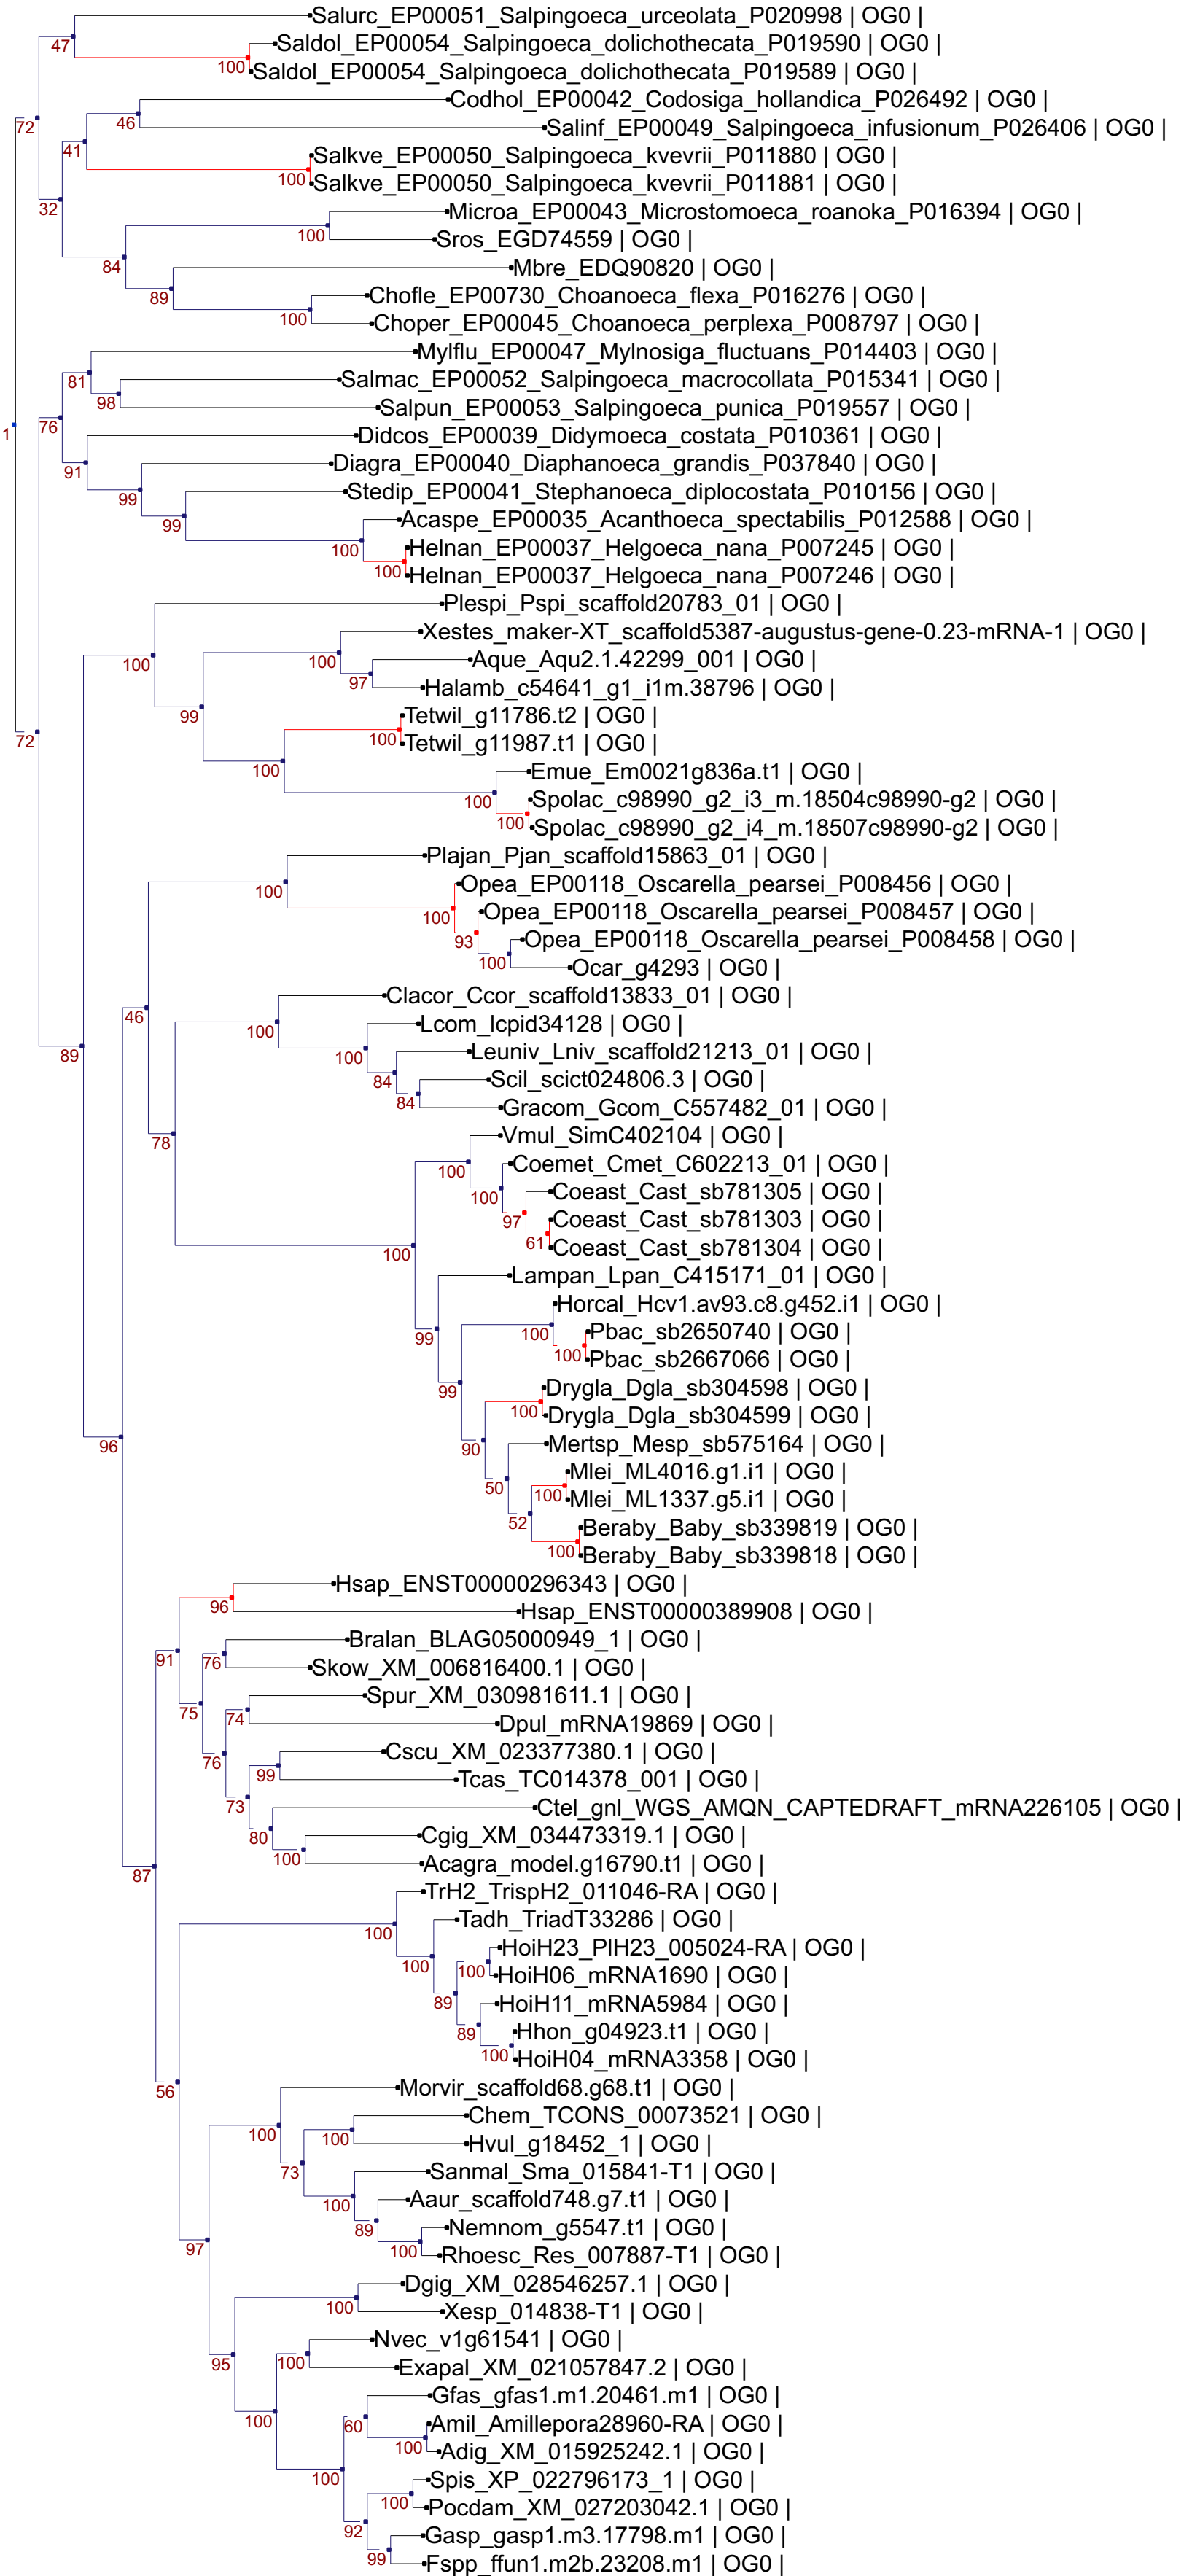 Salurc_EP00051_Salpingoeca_urceolata_P020998 | OG0 |
47
Saldol_EP00054_Salpingoeca_dolichothecata_P019590 | OG0 |
100
Saldol_EP00054_Salpingoeca_dolichothecata_P019589 | OG0 |
Codhol_EP00042_Codosiga_hollandica_P026492 | OG0 |
72
46
Salinf_EP00049_Salpingoeca_infusionum_P026406 | OG0 |
41
Salkve_EP00050_Salpingoeca_kvevrii_P011880 | OG0 |
100
Salkve_EP00050_Salpingoeca_kvevrii_P011881 | OG0 |
32
Microa_EP00043_Microstomoeca_roanoka_P016394 | OG0 |
100
Sros_EGD74559 | OG0 |
84
Mbre_EDQ90820 | OG0 |
89
Chofle_EP00730_Choanoeca_flexa_P016276 | OG0 |
100
Choper_EP00045_Choanoeca_perplexa_P008797 | OG0 |
Mylflu_EP00047_Mylnosiga_fluctuans_P014403 | OG0 |
81
Salmac_EP00052_Salpingoeca_macrocollata_P015341 | OG0 |
98
Salpun_EP00053_Salpingoeca_punica_P019557 | OG0 |
76
1
Didcos_EP00039_Didymoeca_costata_P010361 | OG0 |
91
Diagra_EP00040_Diaphanoeca_grandis_P037840 | OG0 |
99
Stedip_EP00041_Stephanoeca_diplocostata_P010156 | OG0 |
99
Acaspe_EP00035_Acanthoeca_spectabilis_P012588 | OG0 |
100
Helnan_EP00037_Helgoeca_nana_P007245 | OG0 |
100
Helnan_EP00037_Helgoeca_nana_P007246 | OG0 |
Plespi_Pspi_scaffold20783_01 | OG0 |
Xestes_maker-XT_scaffold5387-augustus-gene-0.23-mRNA-1 | OG0 |
100
100
Aque_Aqu2.1.42299_001 | OG0 |
97
Halamb_c54641_g1_i1m.38796 | OG0 |
99
Tetwil_g11786.t2 | OG0 |
100
Tetwil_g11987.t1 | OG0 |
72
100
Emue_Em0021g836a.t1 | OG0 |
100
Spolac_c98990_g2_i3_m.18504c98990-g2 | OG0 |
100
Spolac_c98990_g2_i4_m.18507c98990-g2 | OG0 |
Plajan_Pjan_scaffold15863_01 | OG0 |
100
Opea_EP00118_Oscarella_pearsei_P008456 | OG0 |
100
Opea_EP00118_Oscarella_pearsei_P008457 | OG0 |
93
Opea_EP00118_Oscarella_pearsei_P008458 | OG0 |
100
Ocar_g4293 | OG0 |
Clacor_Ccor_scaffold13833_01 | OG0 |
46
100
Lcom_lcpid34128 | OG0 |
89
100
Leuniv_Lniv_scaffold21213_01 | OG0 |
84
Scil_scict024806.3 | OG0 |
84
Gracom_Gcom_C557482_01 | OG0 |
78
Vmul_SimC402104 | OG0 |
100
Coemet_Cmet_C602213_01 | OG0 |
100
Coeast_Cast_sb781305 | OG0 |
97
Coeast_Cast_sb781303 | OG0 |
61
Coeast_Cast_sb781304 | OG0 |
100
Lampan_Lpan_C415171_01 | OG0 |
Horcal_Hcv1.av93.c8.g452.i1 | OG0 |
99
100
Pbac_sb2650740 | OG0 |
100
Pbac_sb2667066 | OG0 |
Drygla_Dgla_sb304598 | OG0 |
99
100
Drygla_Dgla_sb304599 | OG0 |
96
90
Mertsp_Mesp_sb575164 | OG0 |
Mlei_ML4016.g1.i1 | OG0 |
50
100
Mlei_ML1337.g5.i1 | OG0 |
52
Beraby_Baby_sb339819 | OG0 |
100
Beraby_Baby_sb339818 | OG0 |
Hsap_ENST00000296343 | OG0 |
96
Hsap_ENST00000389908 | OG0 |
Bralan_BLAG05000949_1 | OG0 |
91
76
Skow_XM_006816400.1 | OG0 |
Spur_XM_030981611.1 | OG0 |
75
74
Dpul_mRNA19869 | OG0 |
76
Cscu_XM_023377380.1 | OG0 |
99
Tcas_TC014378_001 | OG0 |
73
Ctel_gnl_WGS_AMQN_CAPTEDRAFT_mRNA226105 | OG0 |
80
Cgig_XM_034473319.1 | OG0 |
100
Acagra_model.g16790.t1 | OG0 |
87
TrH2_TrispH2_011046-RA | OG0 |
100
Tadh_TriadT33286 | OG0 |
HoiH23_PlH23_005024-RA | OG0 |
100
100
HoiH06_mRNA1690 | OG0 |
89
HoiH11_mRNA5984 | OG0 |
89
Hhon_g04923.t1 | OG0 |
100
HoiH04_mRNA3358 | OG0 |
56
Morvir_scaffold68.g68.t1 | OG0 |
100
Chem_TCONS_00073521 | OG0 |
100
Hvul_g18452_1 | OG0 |
73
Sanmal_Sma_015841-T1 | OG0 |
100
Aaur_scaffold748.g7.t1 | OG0 |
89
Nemnom_g5547.t1 | OG0 |
97
100
Rhoesc_Res_007887-T1 | OG0 |
Dgig_XM_028546257.1 | OG0 |
100
Xesp_014838-T1 | OG0 |
Nvec_v1g61541 | OG0 |
95
100
Exapal_XM_021057847.2 | OG0 |
Gfas_gfas1.m1.20461.m1 | OG0 |
100
60
Amil_Amillepora28960-RA | OG0 |
100
Adig_XM_015925242.1 | OG0 |
100
Spis_XP_022796173_1 | OG0 |
100
Pocdam_XM_027203042.1 | OG0 |
92
Gasp_gasp1.m3.17798.m1 | OG0 |
99
Fspp_ffun1.m2b.23208.m1 | OG0 |